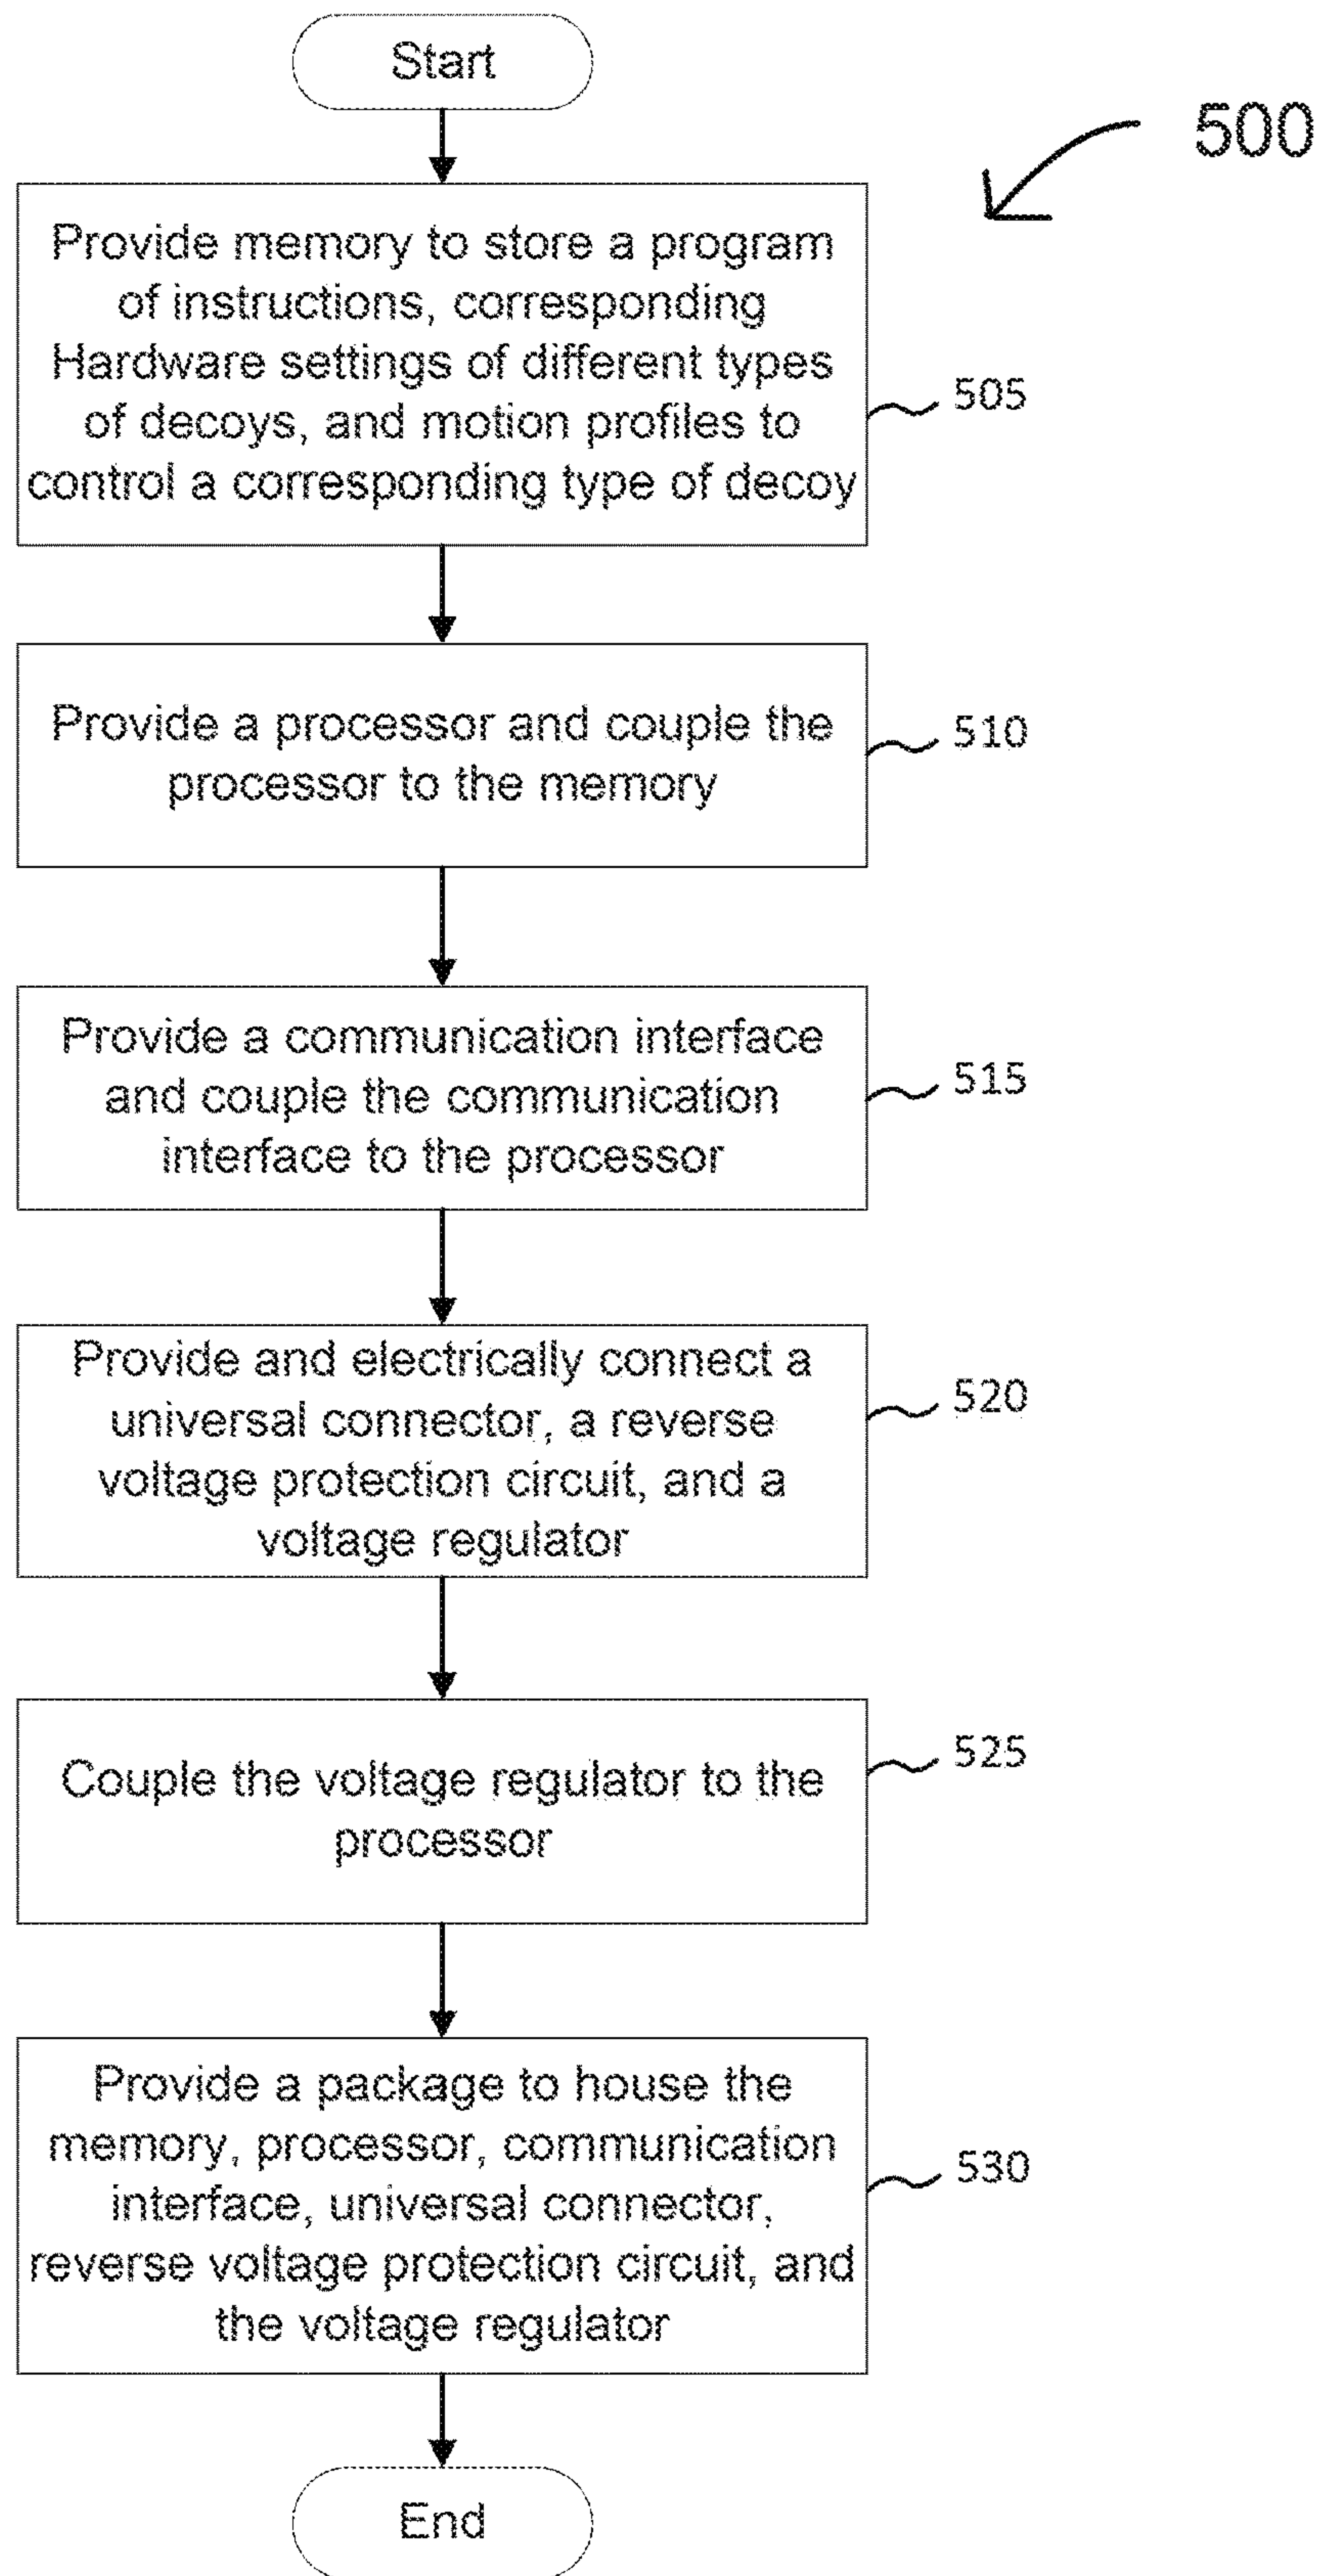 Start
500
Provide memory to store a program
of instructions, corresponding
Hardware settings of different types
of decoys, and motion profiles to
control a corresponding type of decoy
505
Provide a processor and couple the
processor to the memory
510
Provide a communication interface
and couple the communication
interface to the processor
515
Provide and electrically connect a
universal connector, a reverse
voltage protection circuit, and a
voltage regulator
520
Couple the voltage regulator to the
processor
525
Provide a package to house the
memory, processor, communication
interface, universal connector,
reverse voltage protection circuit, and
the voltage regulator
530
End